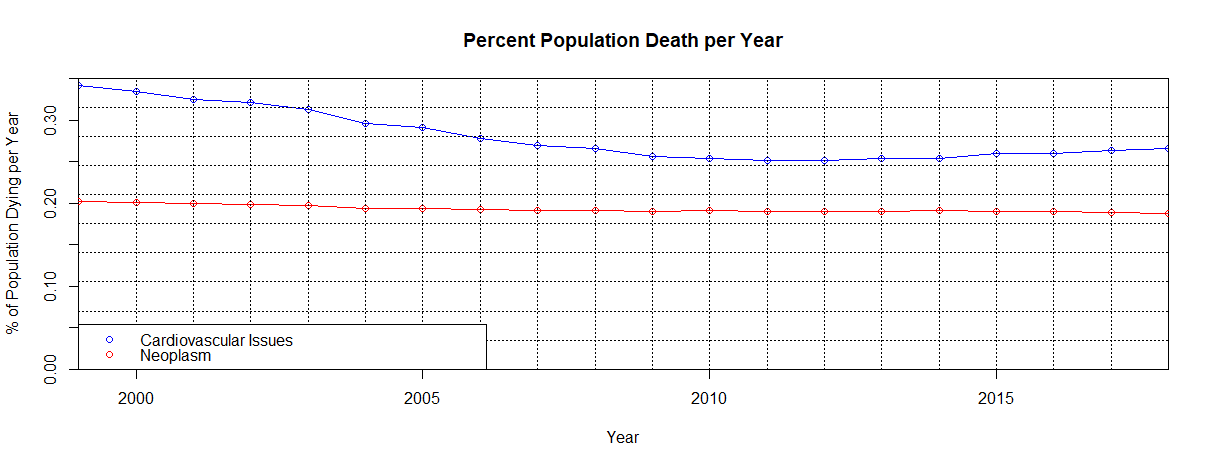 Percent Population Death per Year
% of Population Dying per Year
0.30
0.20
0.10
0.00
Cardiovascular Issues
Neoplasm
2000 2005 2010 2015
Year